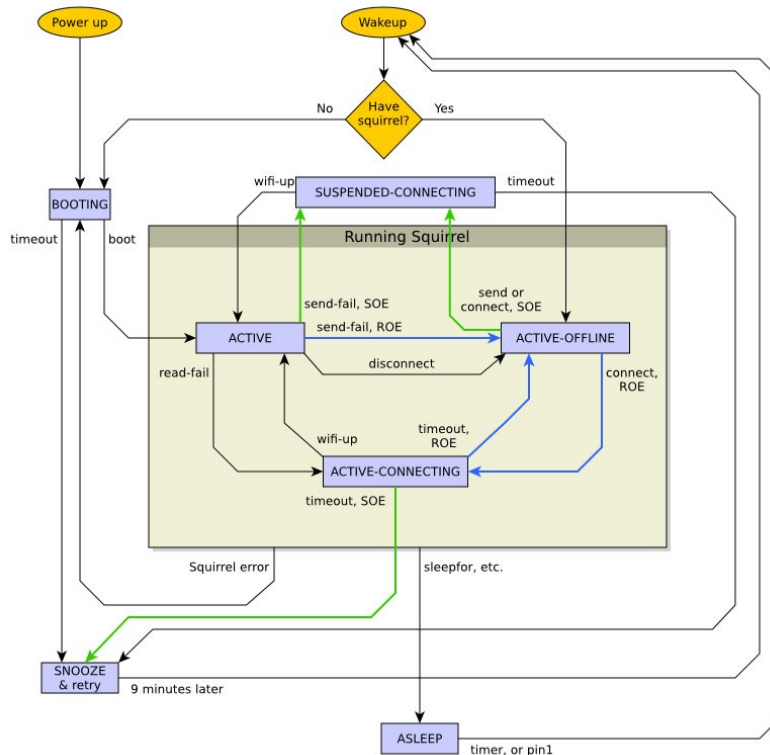 Power up
Wakeup
Have
squirrel?
No
Yes
wifi-up
SUSPENDED-CONNECTING
timeout
BOOTING
timeout
boot
Running Squirrel
send-fail, SOE
send or
connect, SOE
send-fail, ROE
ACTIVE
ACTIVE-OFFLINE
disconnect
read-fail
connect,
ROE
timeout,
ROE
wifi-up
ACTIVE-CONNECTING
timeout, SOE
Squirrel error
sleepfor, etc.
SNOOZE
& retry
9 minutes later
ASLEEP
timer, or pin1